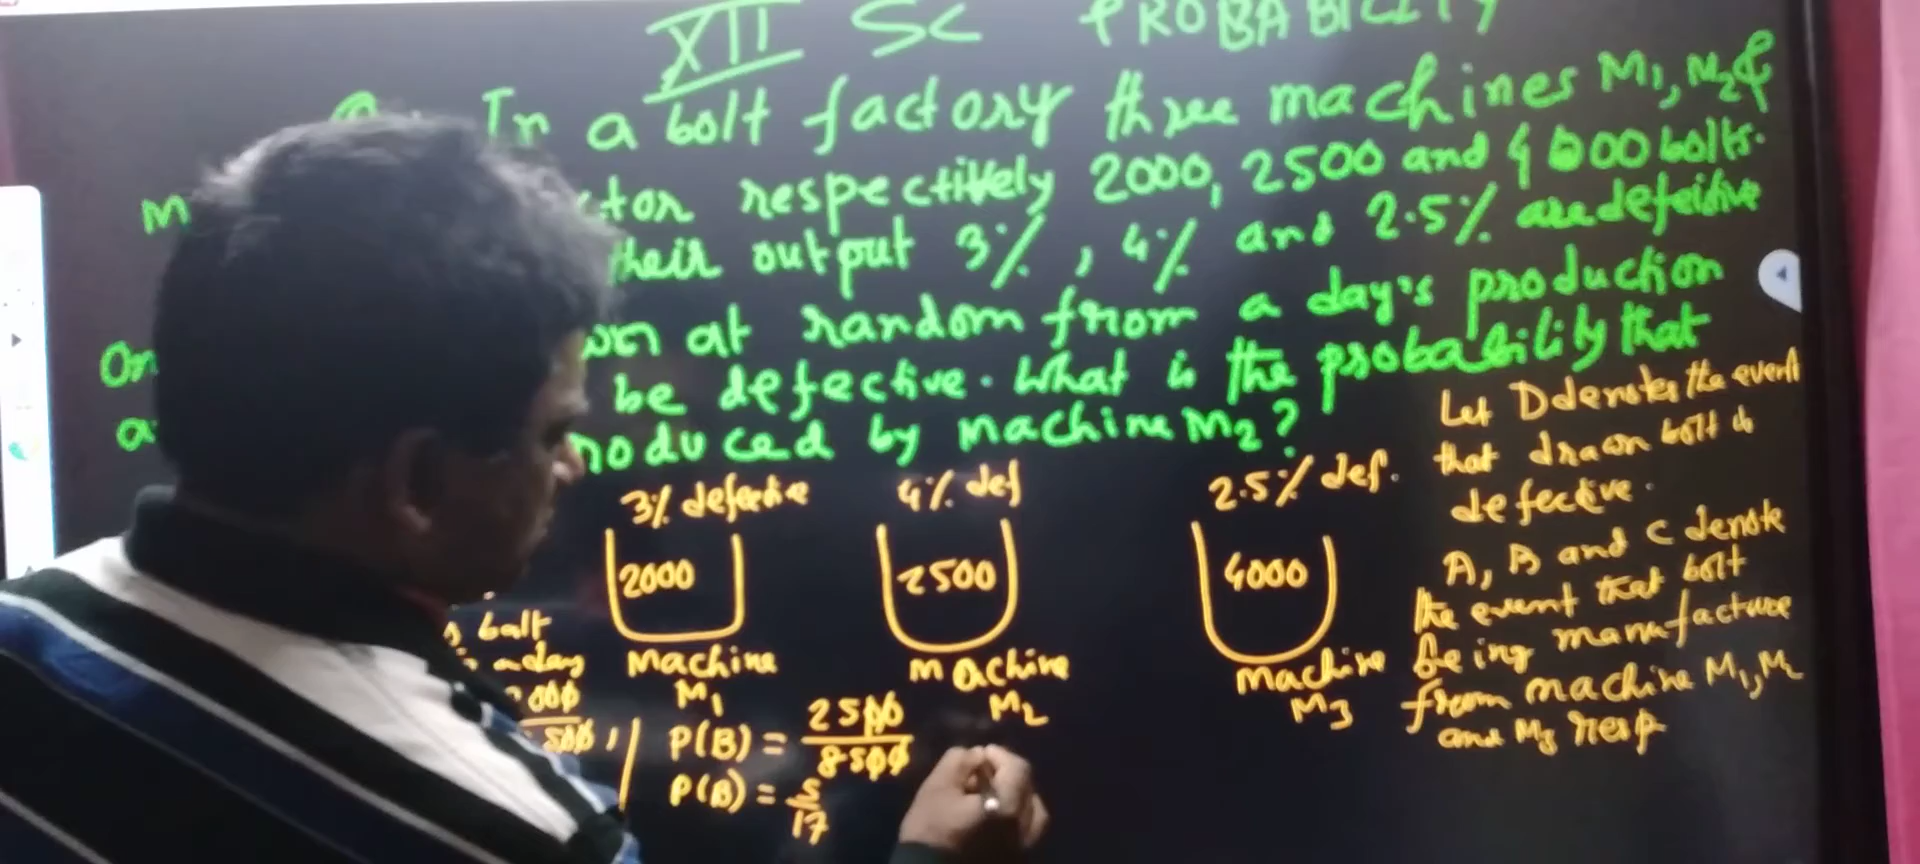 XII SC PROBABILITY
In a bolt factory three machines M1, M2 &
respectively 2000, 2500 and 4000 bolts.
their output 3%, 4% and 2.5% are defeitive
at random from a day's production
be defective. What is the probability that
by machine M2?
Let D denotes the event
that drawn bolt is
defective.
A, B and C denote
the event that bolt
being manufacture
from machine M1, M2
and M3 resp
3% defective
4% def
2.5% def.
2000
2500
4000
bolt
Machine
M1
machine
M2
machine
M3
P(B) = 2500/8500
P(B) = 5/17